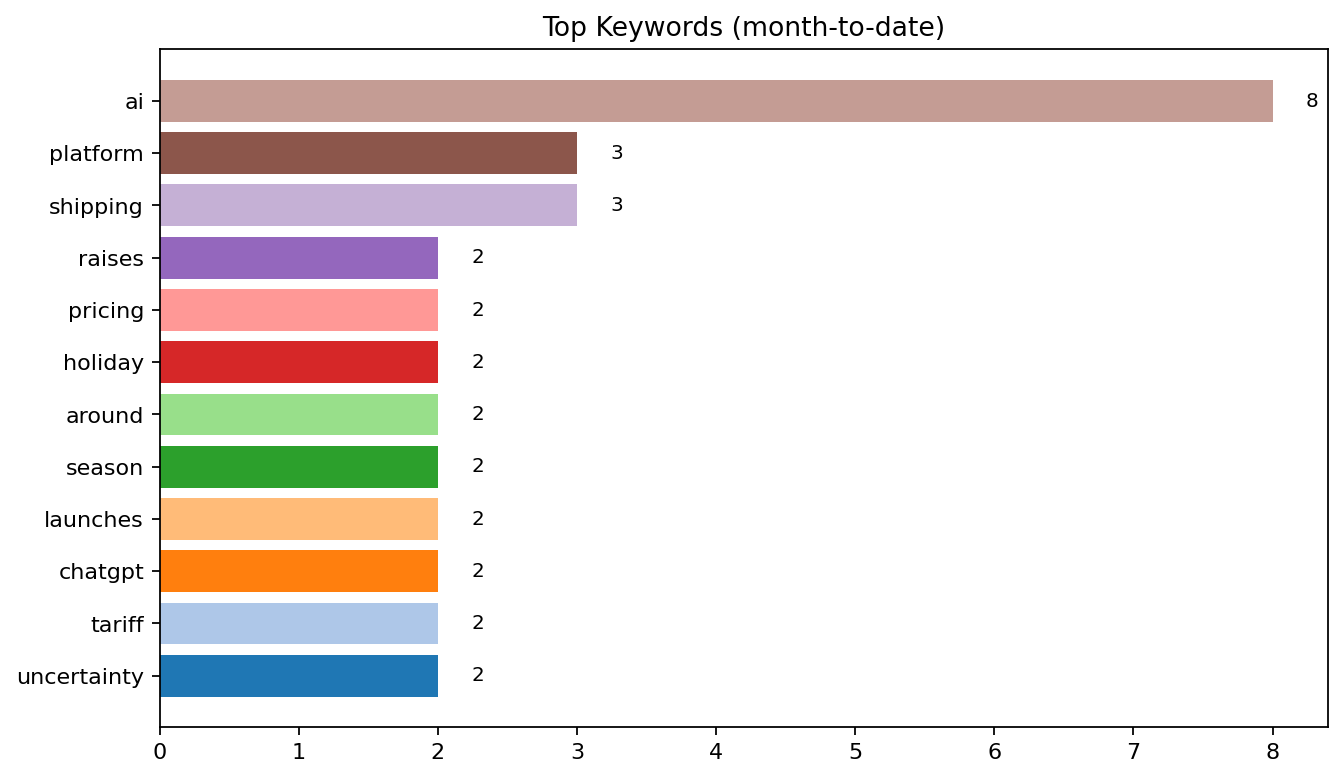 Top Keywords (month-to-date)
ai 8
platform 3
shipping 3
raises 2
pricing 2
holiday 2
around 2
season 2
launches 2
chatgpt 2
tariff 2
uncertainty 2
0 1 2 3 4 5 6 7 8